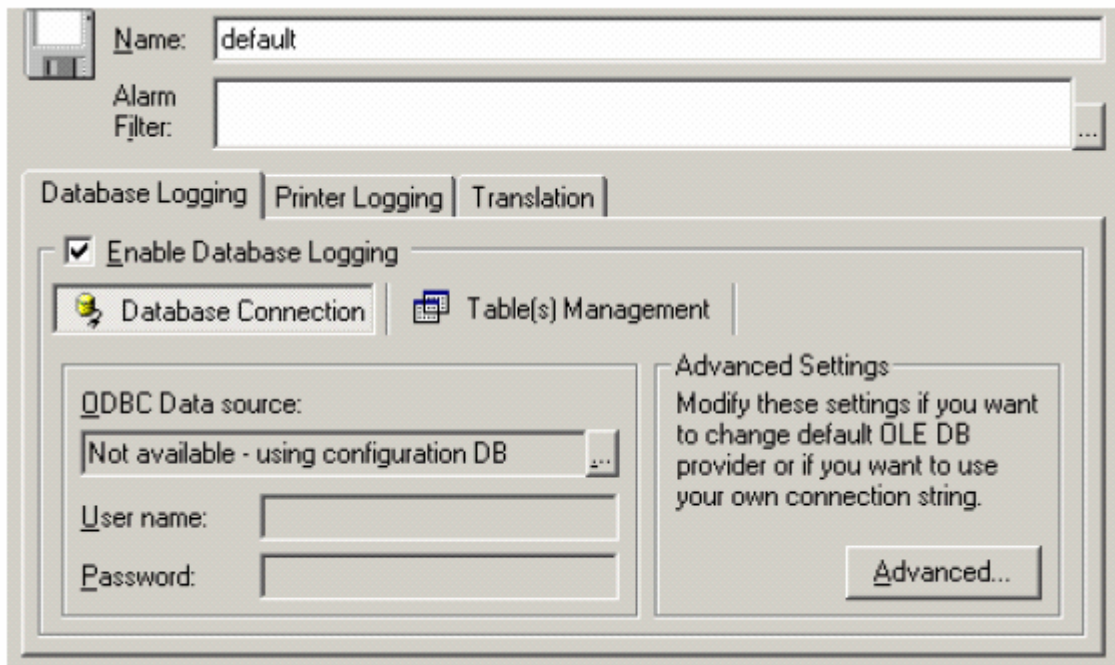 Name:
default
Alarm
Filter:
...
Database Logging
Printer Logging
Translation
Enable Database Logging
Database Connection
Table(s) Management
ODBC Data source:
Not available - using configuration DB
...
User name:
Password:
Advanced Settings
Modify these settings if you want
to change default OLE DB
provider or if you want to use
your own connection string.
Advanced...